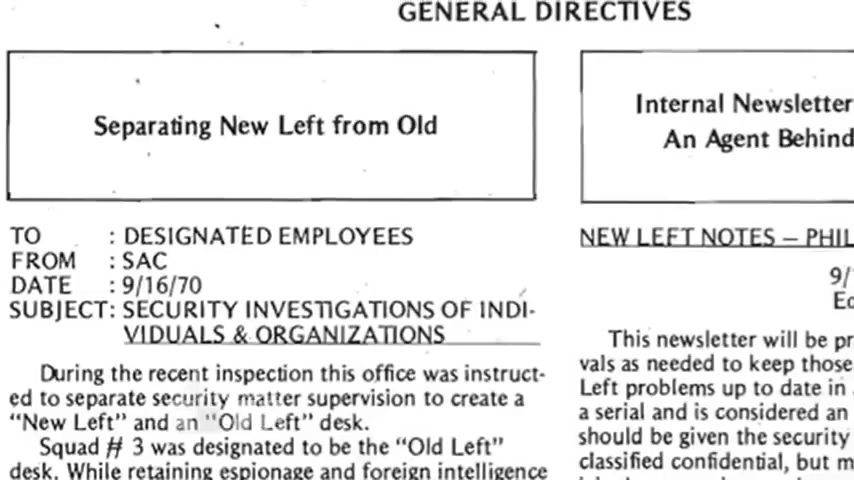 GENERAL DIRECTIVES
Separating New Left from Old
TO : DESIGNATED EMPLOYEES
FROM : SAC
DATE : 9/16/70
SUBJECT: SECURITY INVESTIGATIONS OF INDI-
VIDUALS & ORGANIZATIONS
During the recent inspection this office was instruct-
ed to separate security matter supervision to create a
“New Left” and an “Old Left” desk.
Squad # 3 was designated to be the “Old Left”
desk. While retaining espionage and foreign intelligence
Internal Newsletter
An Agent Behind
NEW LEFT NOTES — PHIL
9/
Ed
This newsletter will be pr
vals as needed to keep those
Left problems up to date in
a serial and is considered an
should be given the security
classified confidential, but m